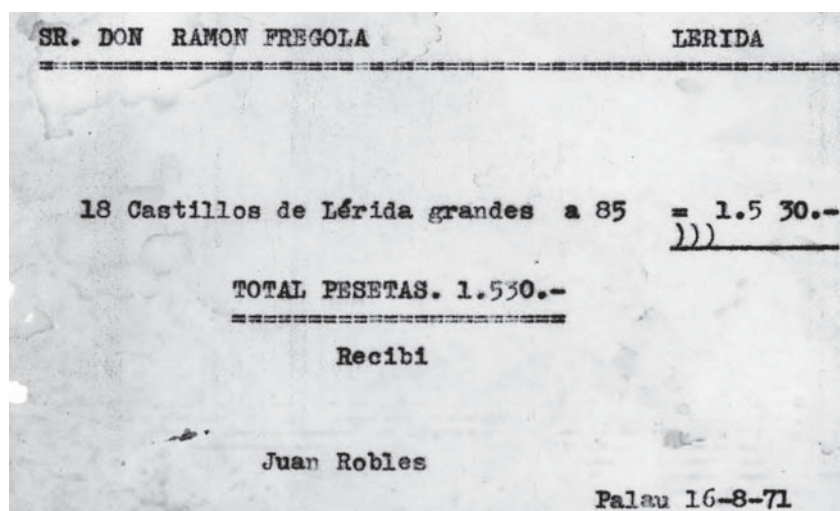 SR. DON RAMON FREGOLA LERIDA
==================================================
18 Castillos de Lérida grandes a 85 = 1.5 30.-
)))
TOTAL PESETAS. 1.530.-
=======================
Recibi
Juan Robles
Palau 16-8-71